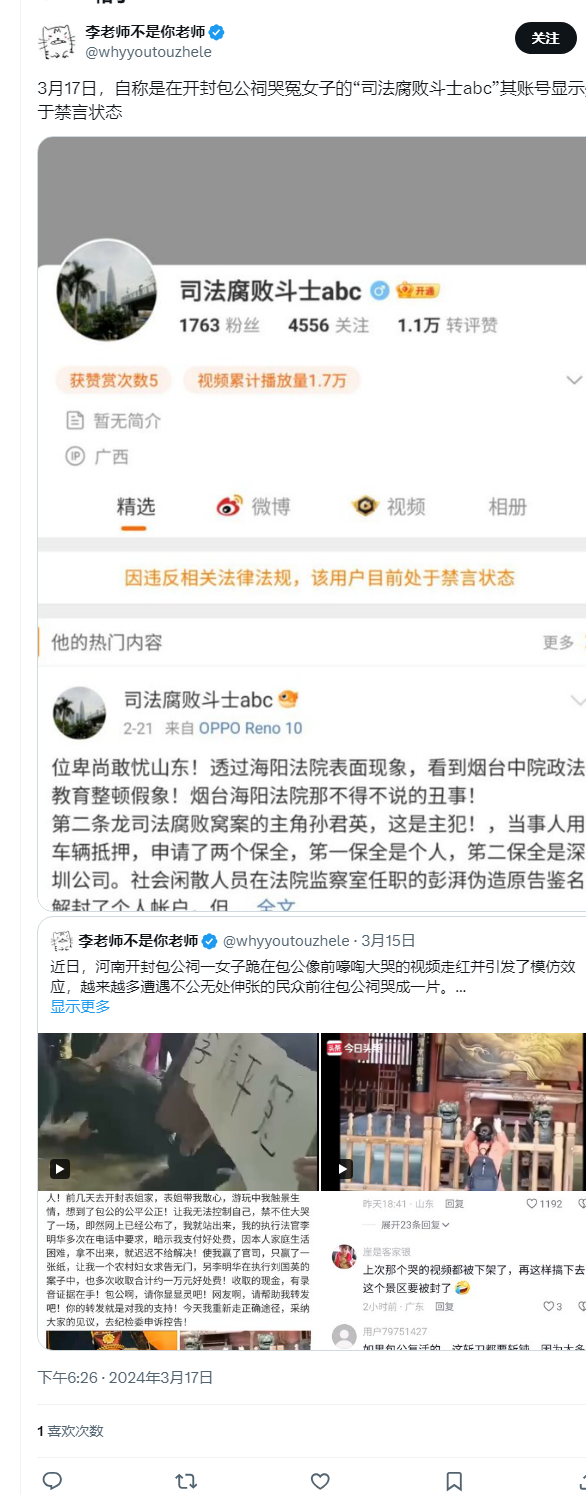 李老师不是你老师
@whyyoutouzhele
关注
3月17日，自称是在开封包公祠哭冤女子的“司法腐败斗士abc”其账号显示
于禁言状态
司法腐败斗士abc
开通
1763 粉丝 4556 关注 1.1万 转评赞
获赞赏次数5 视频累计播放量1.7万
暂无简介
IP 广西
精选 微博 视频 相册
因违反相关法律法规，该用户目前处于禁言状态
他的热门内容 更多
司法腐败斗士abc
2-21 来自 OPPO Reno 10
位卑尚敢忧山东！透过海阳法院表面现象，看到烟台中院政法
教育整顿假象！烟台海阳法院那不得不说的丑事！
第二条龙司法腐败窝案的主角孙君英，这是主犯！，当事人用
车辆抵押，申请了两个保全，笫一保全是个人，笫二保全是深
圳公司。社会闲散人员在法院监察室任职的彭湃伪造原告鉴名
解封了个人帐户，但... 全文
李老师不是你老师 @whyyoutouzhele · 3月15日
近日，河南开封包公祠一女子跪在包公像前嚎啕大哭的视频走红并引发了模仿效
应，越来越多遭遇不公无处伸张的民众前往包公祠哭成一片。...
显示更多
头条 今日头条
人！前几天去开封表姐家，表姐带我散心，游玩中我触景生
情，想到了包公的公平公正！让我无法控制自己，禁不住大哭
了一场，即然网上已经公布了，我就站出来，我的执行法官李
明华多次在电话中要求，暗示我支付好处费，因本人家庭生活
困难，拿不出来，就迟迟不给解决！使我赢了官司，只赢了一
张纸，让我一个农村妇女求告无门，另李明华在执行刘国英的
案子中，也多次收取合计约一万元好处费！收取的现金，有录
音证据在手！包公啊，请你显显灵吧！网友啊，请帮助我转发
吧！你的转发就是对我的支持！今天我重新走正确途径，采纳
大家的见议，去纪检委申诉控告！
昨天18:41 · 山东 回复 1192
展开23条回复
崖是客家银
上次那个哭的视频都被下架了，再这样搞下去
这个景区要被封了
2小时前 · 广东 回复 3
用户79751427
如果包公复活的，这斩刀都要斩钝，因为太多
下午6:26 · 2024年3月17日
1 喜欢次数